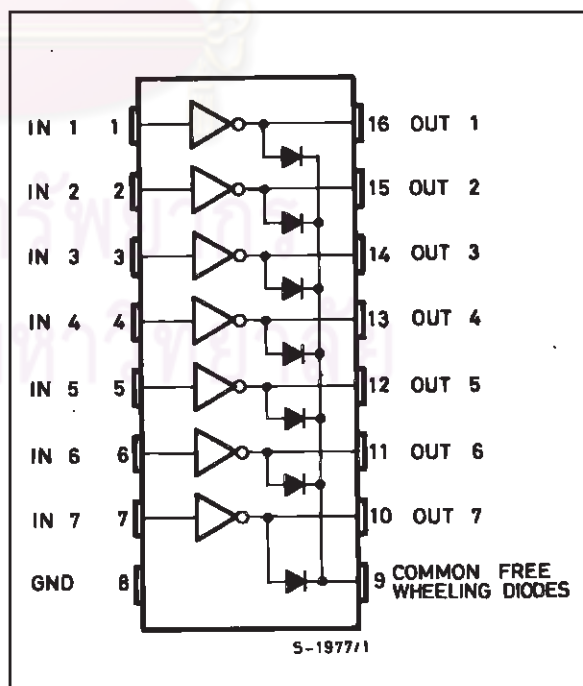 IN 1 1 16 OUT 1
IN 2 2 15 OUT 2
IN 3 3 14 OUT 3
IN 4 4 13 OUT 4
IN 5 5 12 OUT 5
IN 6 6 11 OUT 6
IN 7 7 10 OUT 7
GND 8 9 COMMON FREE
WHEELING DIODES
S-1977/1